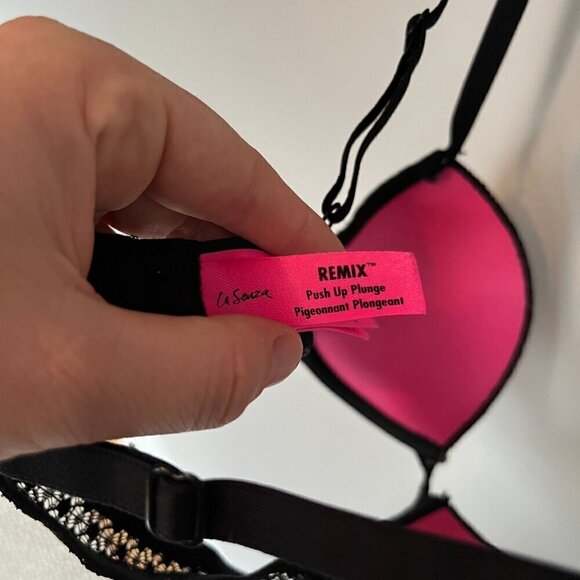 La Senza
REMIX™
Push Up Plunge
Pigeonnant Plongeant